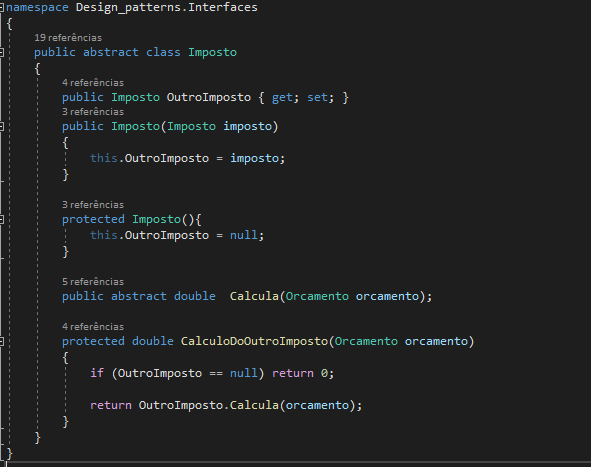 namespace Design_patterns.Interfaces
{
19 referências
public abstract class Imposto
{
4 referências
public Imposto OutroImposto { get; set; }
3 referências
public Imposto(Imposto imposto)
{
this.OutroImposto = imposto;
}
3 referências
protected Imposto(){
this.OutroImposto = null;
}
5 referências
public abstract double  Calcula(Orcamento orcamento);
4 referências
protected double CalculoDoOutroImposto(Orcamento orcamento)
{
if (OutroImposto == null) return 0;
return OutroImposto.Calcula(orcamento);
}
}
}